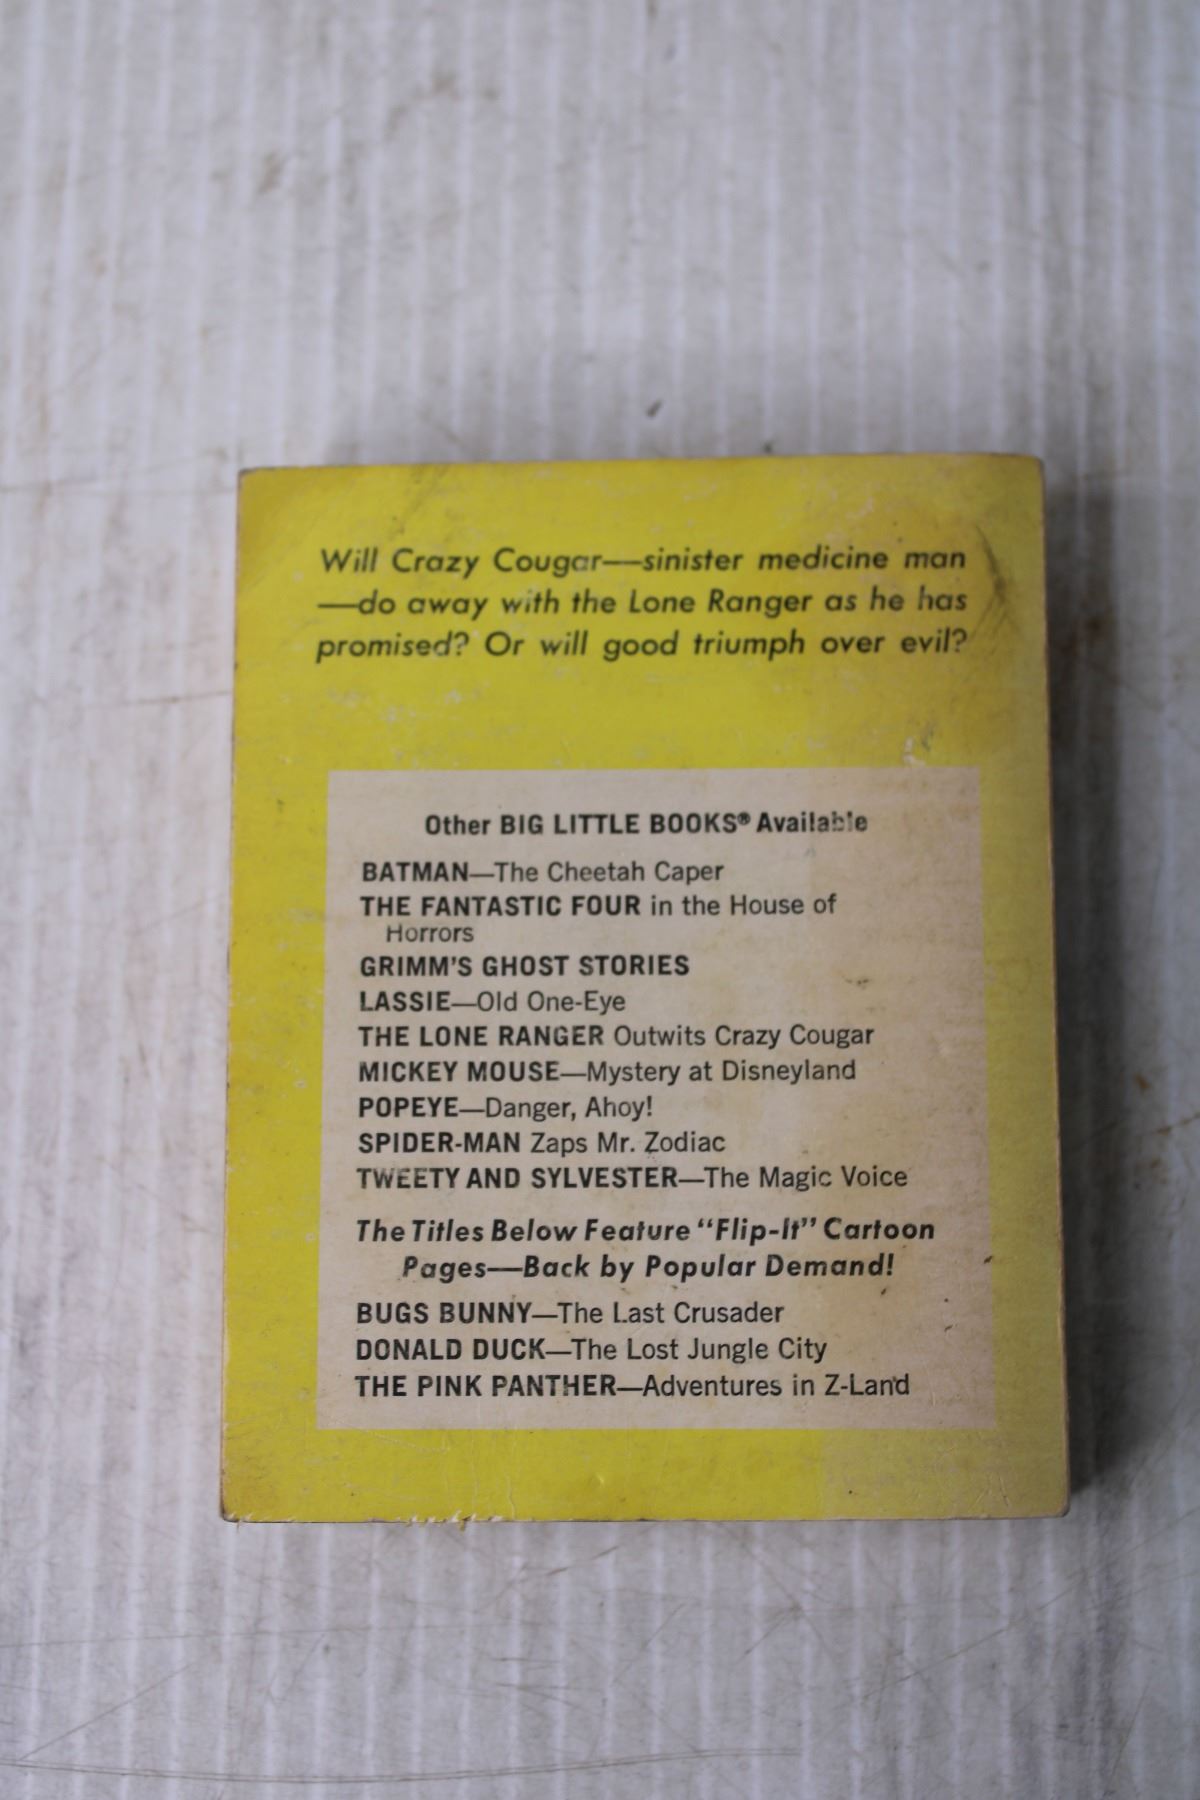 Will Crazy Cougar—sinister medicine man
—do away with the Lone Ranger as he has
promised? Or will good triumph over evil?
Other BIG LITTLE BOOKS® Available
BATMAN—The Cheetah Caper
THE FANTASTIC FOUR in the House of
Horrors
GRIMM'S GHOST STORIES
LASSIE—Old One-Eye
THE LONE RANGER Outwits Crazy Cougar
MICKEY MOUSE—Mystery at Disneyland
POPEYE—Danger, Ahoy!
SPIDER-MAN Zaps Mr. Zodiac
TWEETY AND SYLVESTER—The Magic Voice
The Titles Below Feature "Flip-It" Cartoon
Pages—Back by Popular Demand!
BUGS BUNNY—The Last Crusader
DONALD DUCK—The Lost Jungle City
THE PINK PANTHER—Adventures in Z-Land